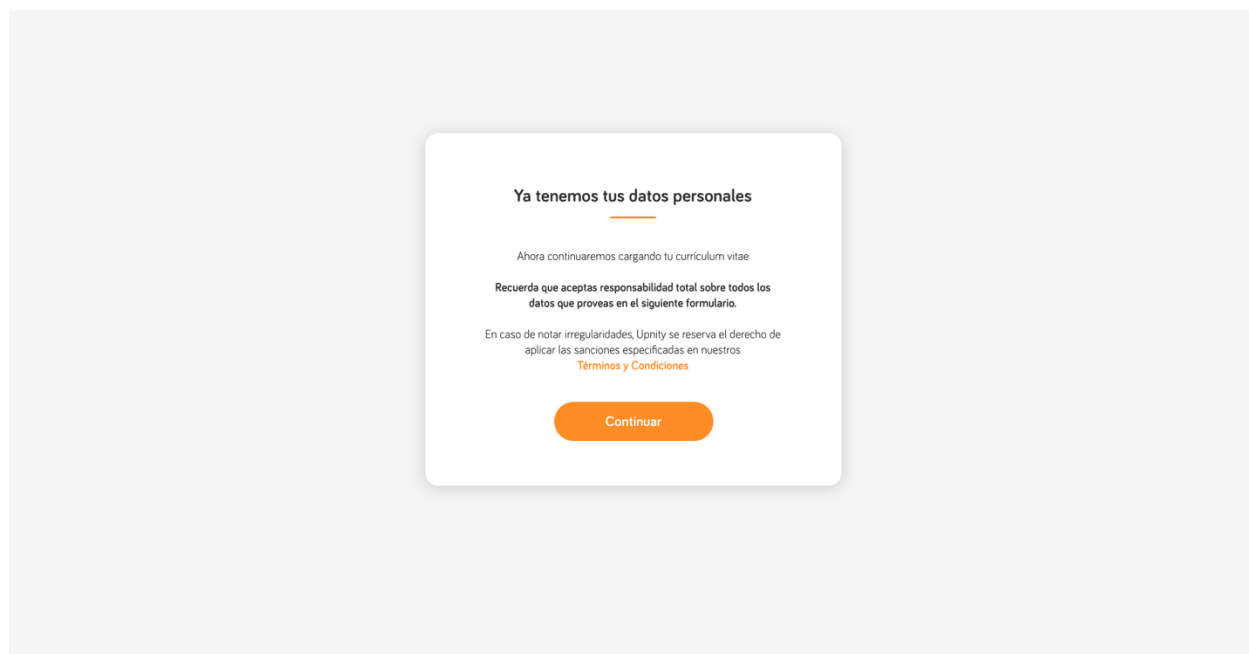 Ya tenemos tus datos personales
Ahora continuaremos cargando tu currículum vitae
Recuerda que aceptas responsabilidad total sobre todos los
datos que proveas en el siguiente formulario.
En caso de notar irregularidades, Upnity se reserva el derecho de
aplicar las sanciones especificadas en nuestros
Términos y Condiciones
Continuar